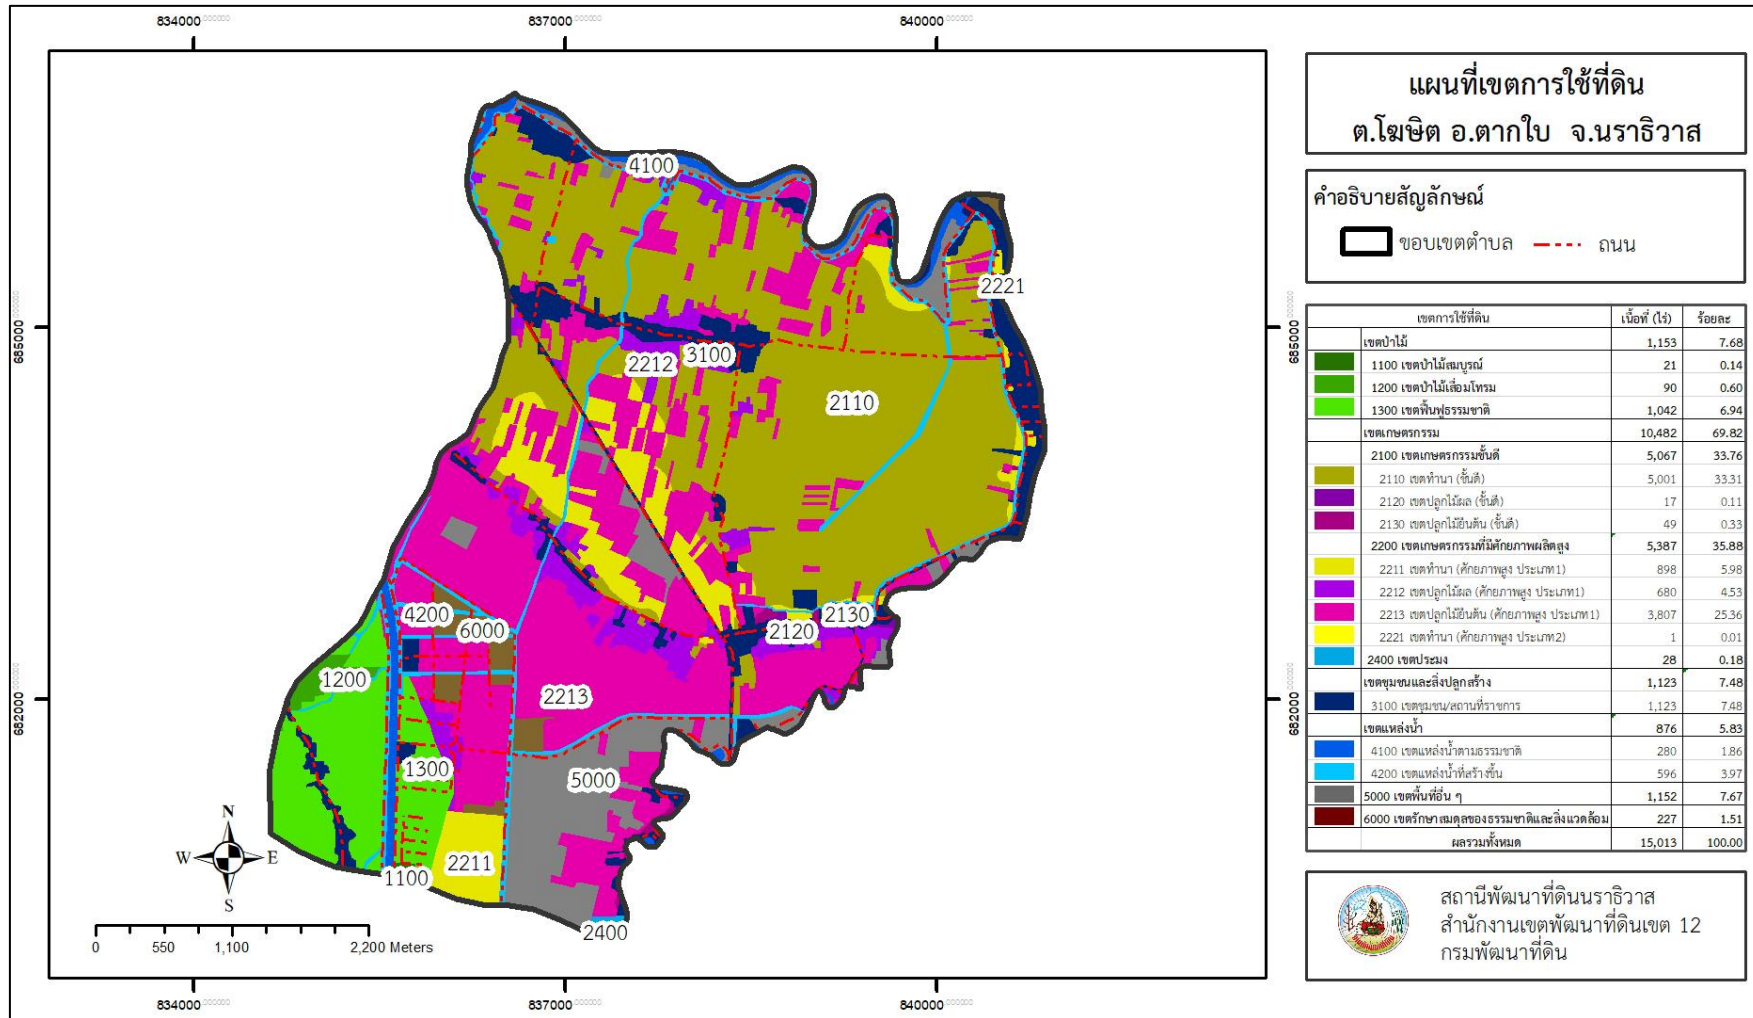 834000.000000
837000.000000
840000.000000
แผนที่เขตการใช้ที่ดิน
ต.โฆษิต อ.ตากใบ จ.นราธิวาส
คำอธิบายสัญลักษณ์
ขอบเขตตำบล
ถนน
เขตการใช้ที่ดิน เนื้อที่ (ไร่) ร้อยละ
เขตป่าไม้ 1,153 7.68
1100 เขตป่าไม้สมบูรณ์ 21 0.14
1200 เขตป่าไม้เสื่อมโทรม 90 0.60
1300 เขตฟื้นฟูธรรมชาติ 1,042 6.94
เขตเกษตรกรรม 10,482 69.82
2100 เขตเกษตรกรรมชั้นดี 5,067 33.76
2110 เขตทำนา (ชั้นดี) 5,001 33.31
2120 เขตปลูกไม้ผล (ชั้นดี) 17 0.11
2130 เขตปลูกไม้ยืนต้น (ชั้นดี) 49 0.33
2200 เขตเกษตรกรรมที่มีศักยภาพผลิตสูง 5,387 35.88
2211 เขตทำนา (ศักยภาพสูง ประเภท1) 898 5.98
2212 เขตปลูกไม้ผล (ศักยภาพสูง ประเภท1) 680 4.53
2213 เขตปลูกไม้ยืนต้น (ศักยภาพสูง ประเภท1) 3,807 25.36
2221 เขตทำนา (ศักยภาพสูง ประเภท2) 1 0.01
2400 เขตประมง 28 0.18
เขตชุมชนและสิ่งปลูกสร้าง 1,123 7.48
3100 เขตชุมชน/สถานที่ราชการ 1,123 7.48
เขตแหล่งน้ำ 876 5.83
4100 เขตแหล่งน้ำตามธรรมชาติ 280 1.86
4200 เขตแหล่งน้ำที่สร้างขึ้น 596 3.97
5000 เขตพื้นที่อื่น ๆ 1,152 7.67
6000 เขตรักษาสมดุลของธรรมชาติและสิ่งแวดล้อม 227 1.51
ผลรวมทั้งหมด 15,013 100.00
สถานีพัฒนาที่ดินนราธิวาส
สำนักงานเขตพัฒนาที่ดินเขต 12
กรมพัฒนาที่ดิน
4100
2221
685000.000000
685000.000000
3100
2212
2110
4200
2130
6000
2120
1200
2213
682000.000000
682000.000000
1300
5000
2211
1100
2400
N
W
E
S
0 550 1,100 2,200 Meters
834000.000000
837000.000000
840000.000000